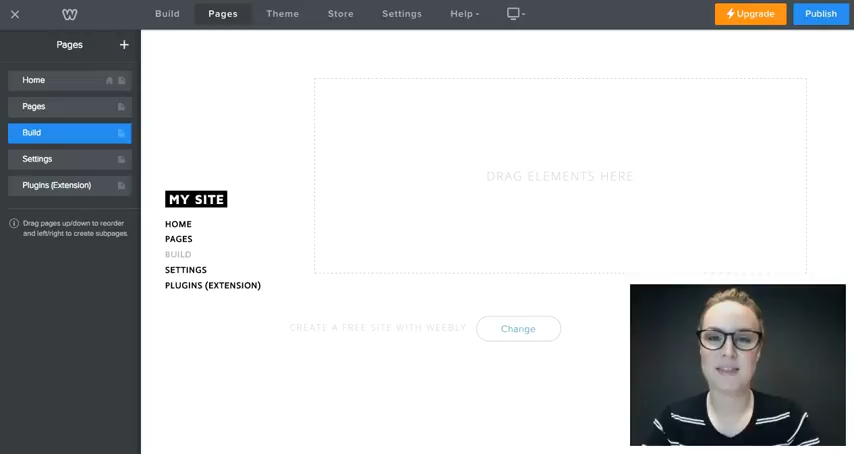 Build Pages Theme Store Settings Help Upgrade Publish
Pages
Home
Pages
Build
Settings
Plugins (Extension)
Drag pages up/down to reorder
and left/right to create subpages.
MY SITE
HOME
PAGES
BUILD
SETTINGS
PLUGINS (EXTENSION)
DRAG ELEMENTS HERE
CREATE A FREE SITE WITH WEEBLY Change